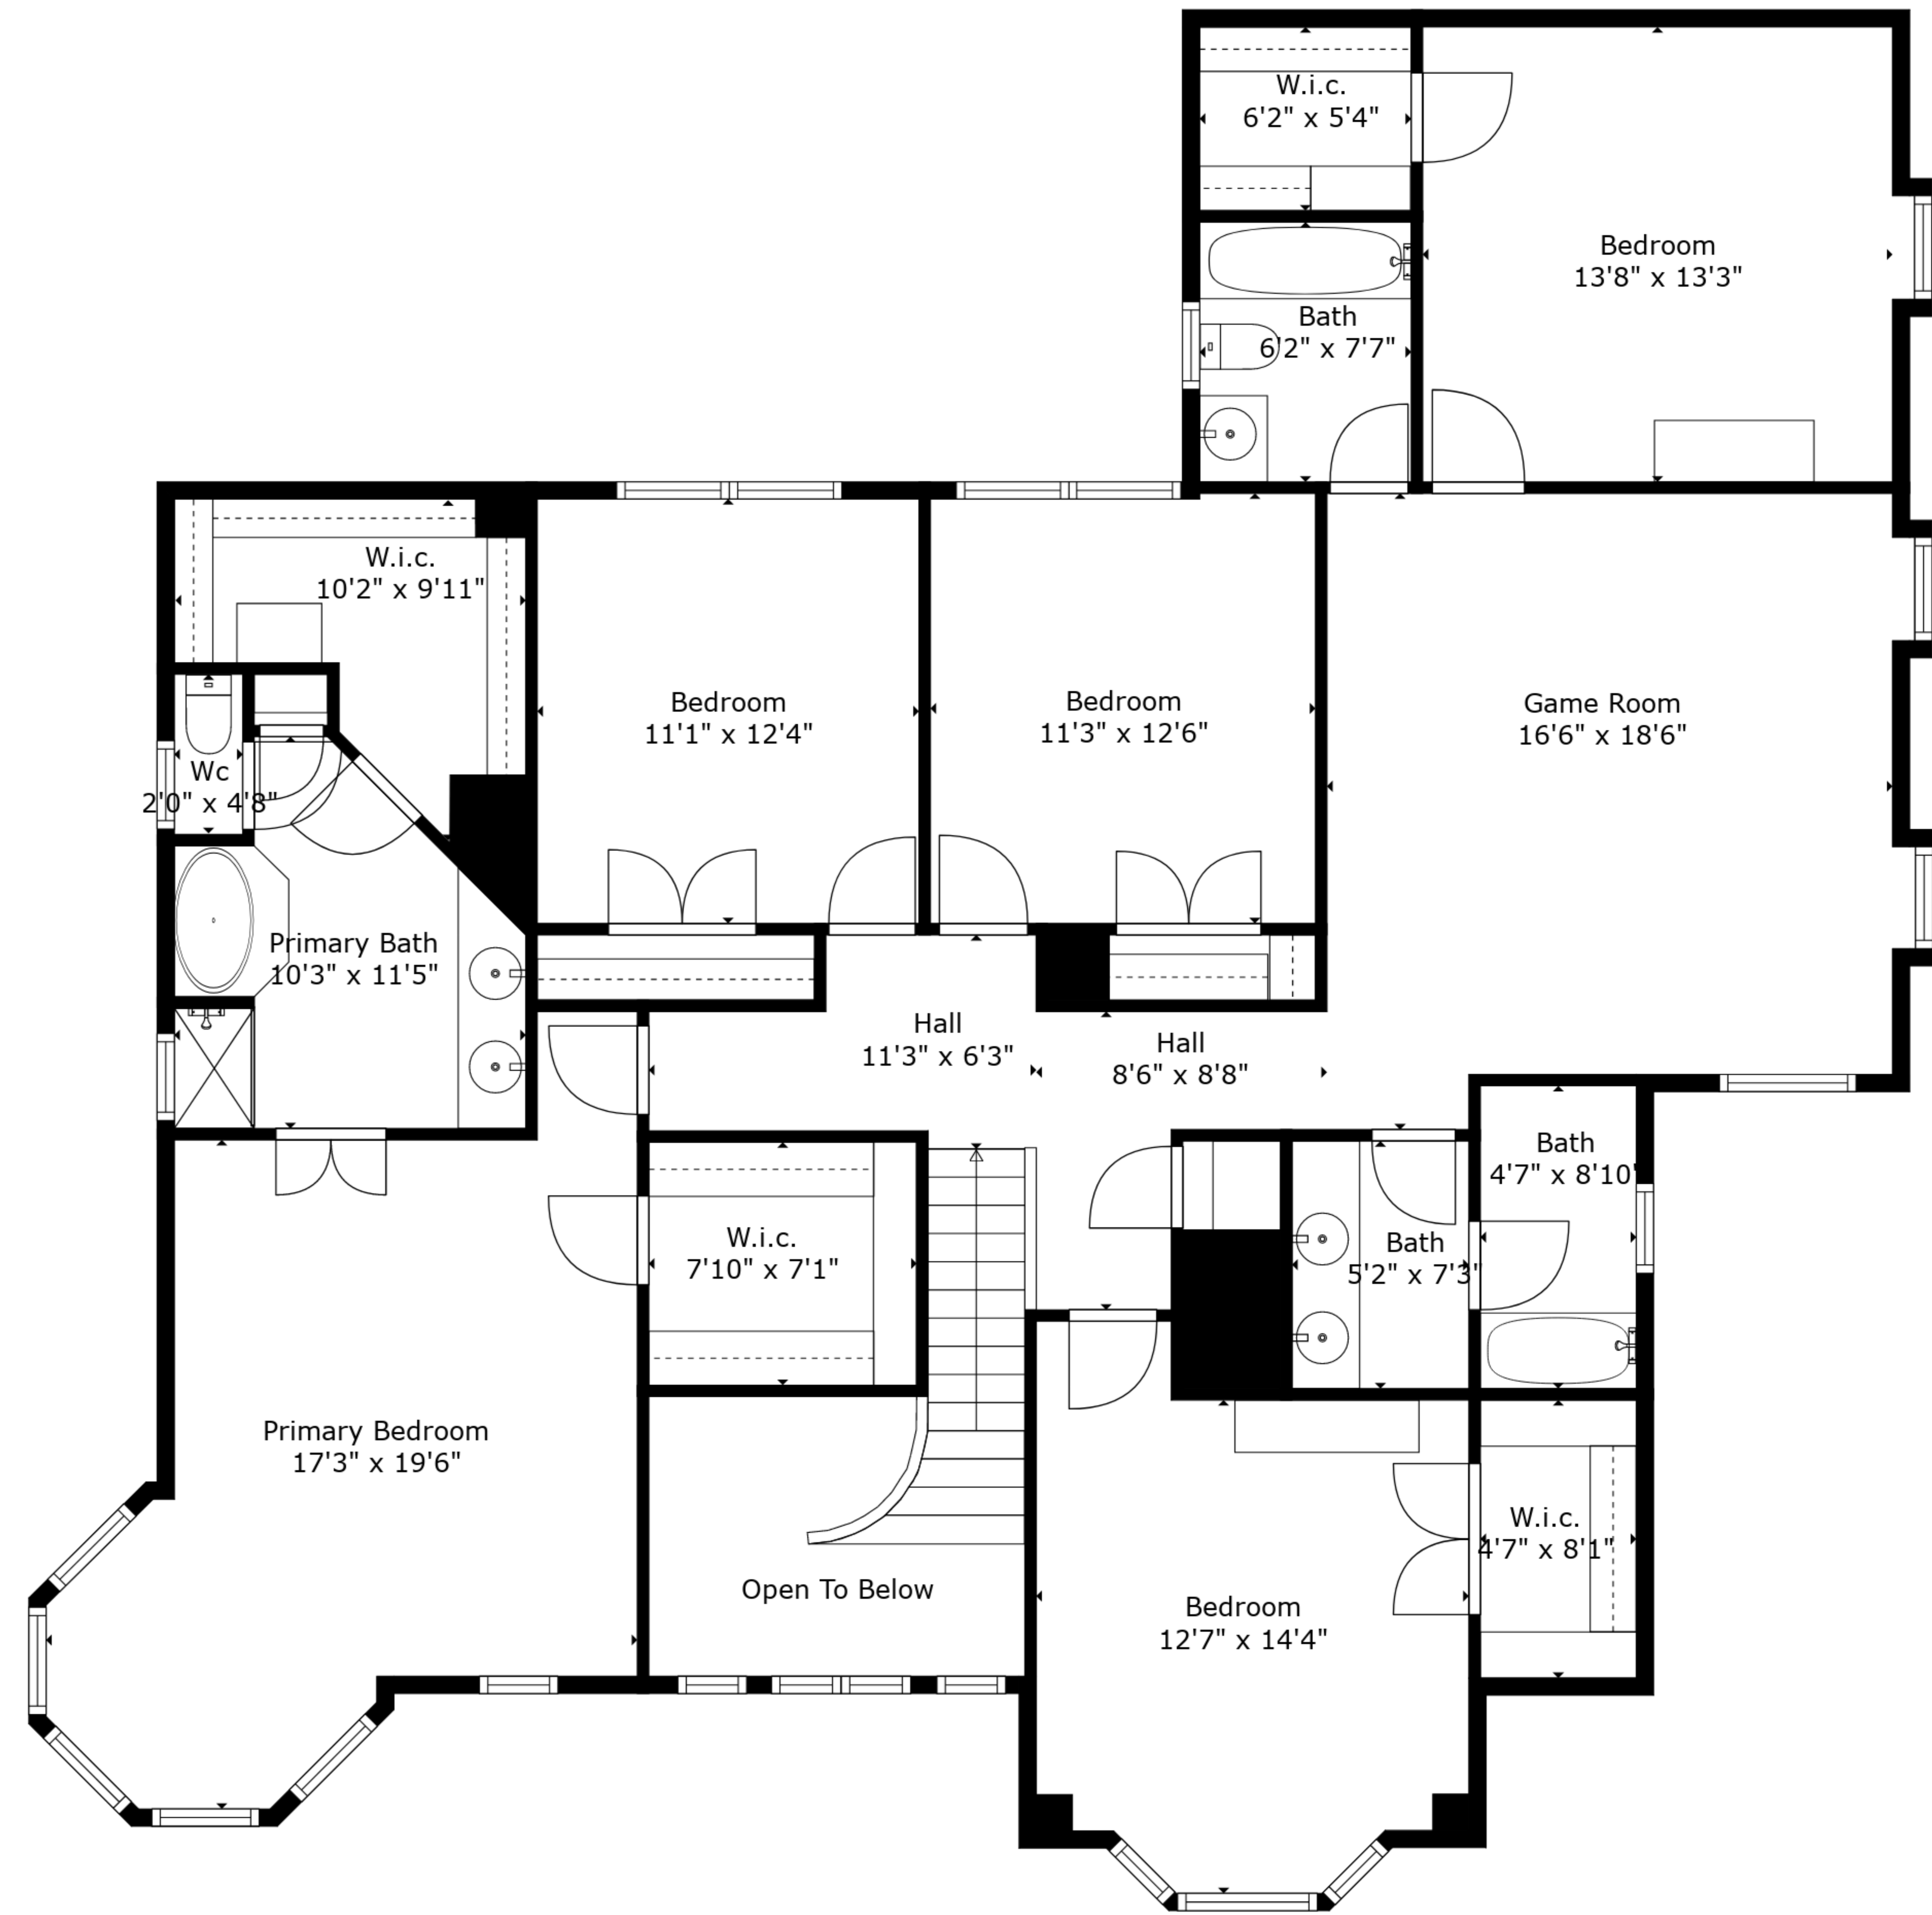 W.i.c.
6'2" x 5'4"
Bedroom
13'8" x 13'3"
Bath
6'2" x 7'7"
W.i.c.
10'2" x 9'11"
Bedroom
11'1" x 12'4"
Bedroom
11'3" x 12'6"
Game Room
16'6" x 18'6"
Wc
2'0" x 4'8"
Primary Bath
10'3" x 11'5"
Hall
11'3" x 6'3"
Hall
8'6" x 8'8"
Bath
4'7" x 8'10"
W.i.c.
7'10" x 7'1"
Bath
5'2" x 7'3"
Primary Bedroom
17'3" x 19'6"
W.i.c.
4'7" x 8'1"
Open To Below
Bedroom
12'7" x 14'4"